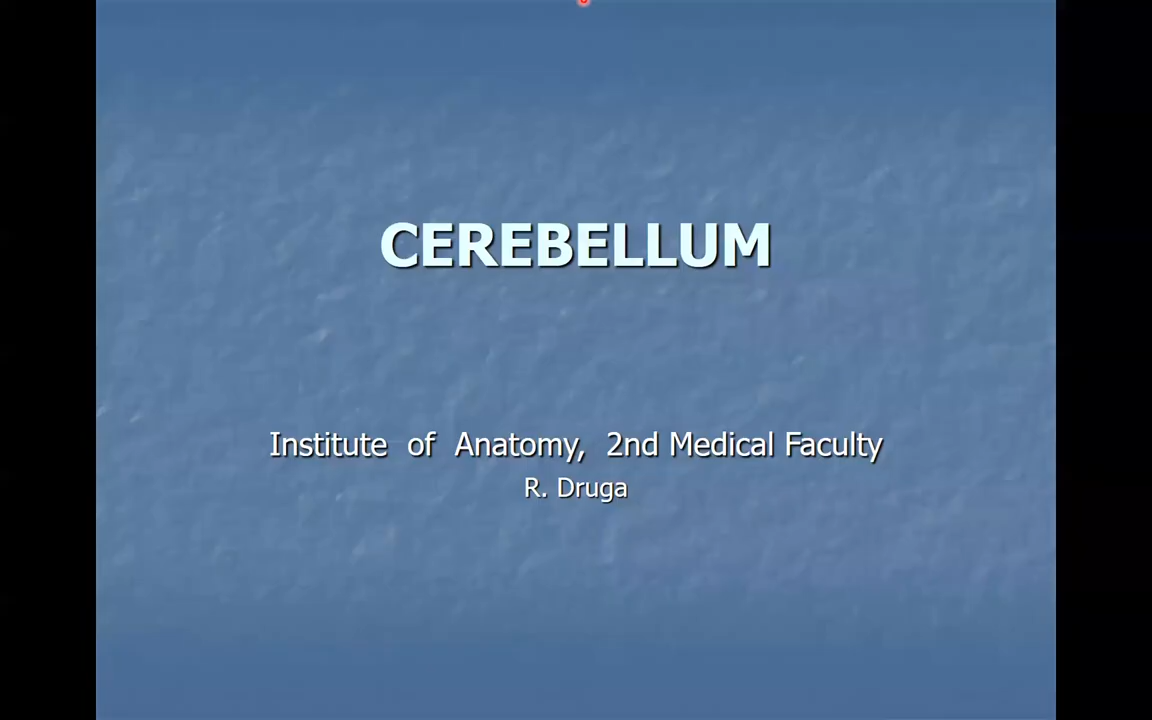 CEREBELLUM
Institute of Anatomy, 2nd Medical Faculty
R. Druga